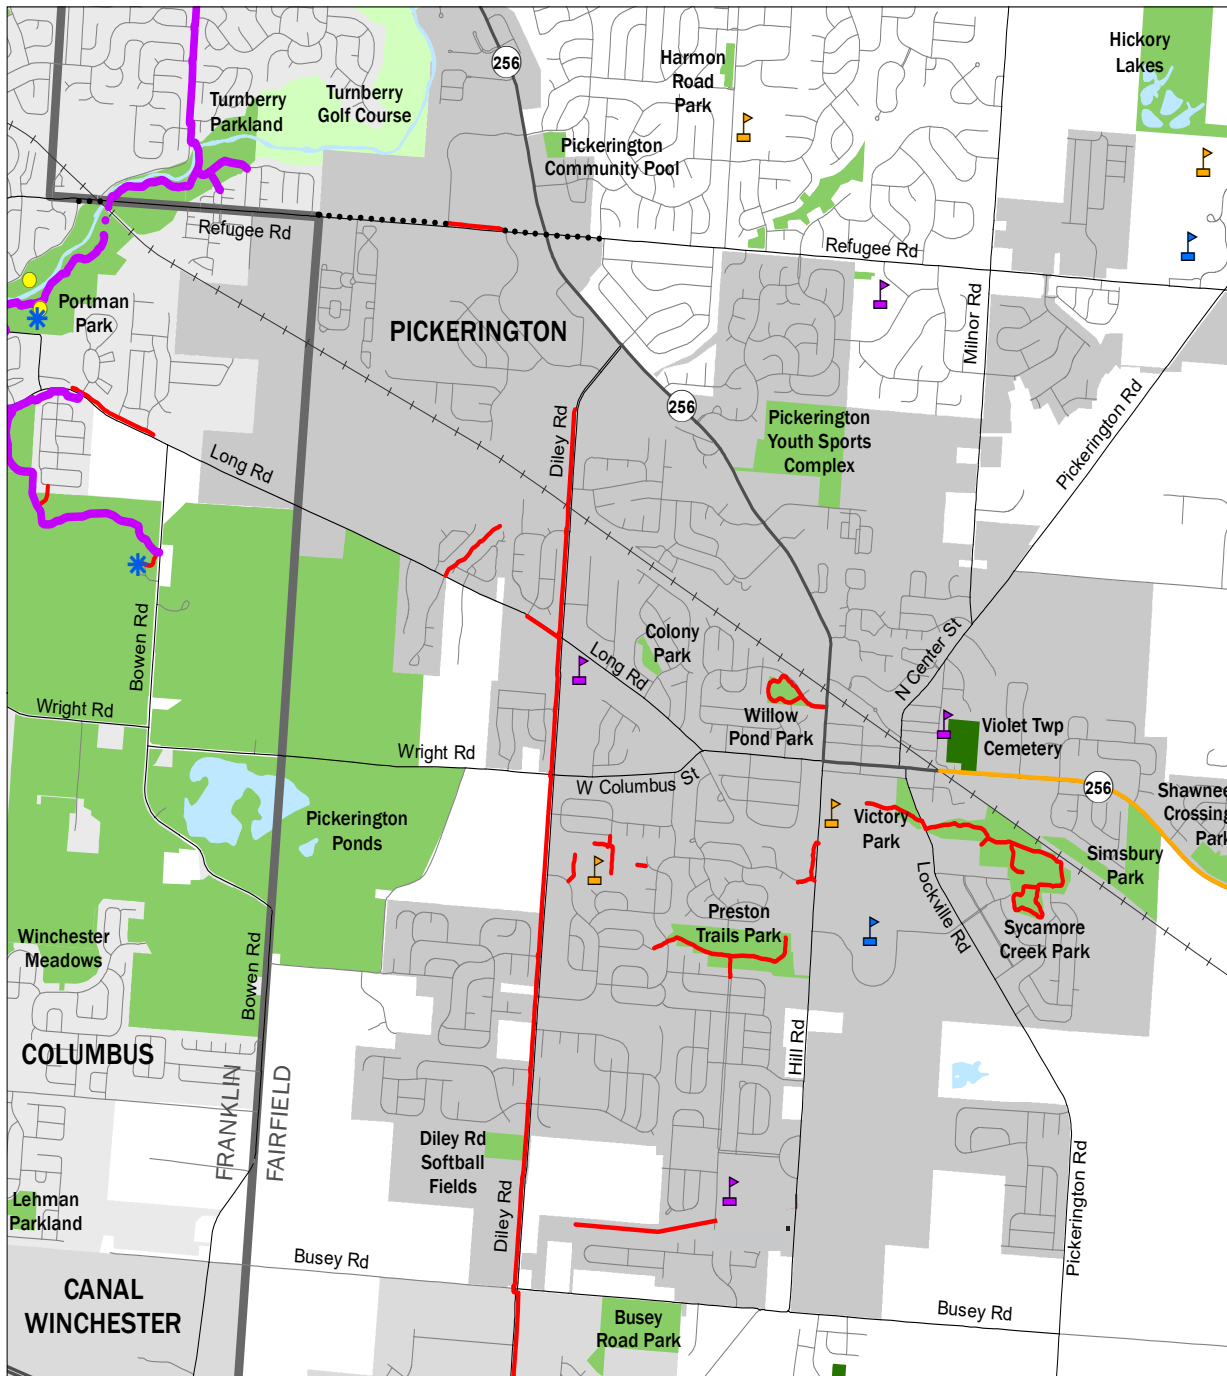 Hickory
Lakes
256
Harmon
Road
Park
Turnberry
Parkland
Turnberry
Golf Course
Pickerington
Community Pool
Refugee Rd
Refugee Rd
Portman
Park
PICKERINGTON
Milnor Rd
256
Pickerington Rd
Pickerington
Youth Sports
Complex
Diley Rd
Long Rd
Bowen Rd
Colony
Park
Long Rd
N Center St
Wright Rd
Willow
Pond Park
Violet Twp
Cemetery
Wright Rd
W Columbus St
256
Shawnee
Crossing
Park
Pickerington
Ponds
Victory
Park
Simsbury
Park
Lockville Rd
Preston
Trails Park
Sycamore
Creek Park
Winchester
Meadows
Bowen Rd
Hill Rd
COLUMBUS
FRANKLIN
FAIRFIELD
Diley Rd
Softball
Fields
Diley Rd
Pickerington Rd
Lehman
Parkland
Busey Rd
CANAL
WINCHESTER
Busey
Road Park
Busey Rd